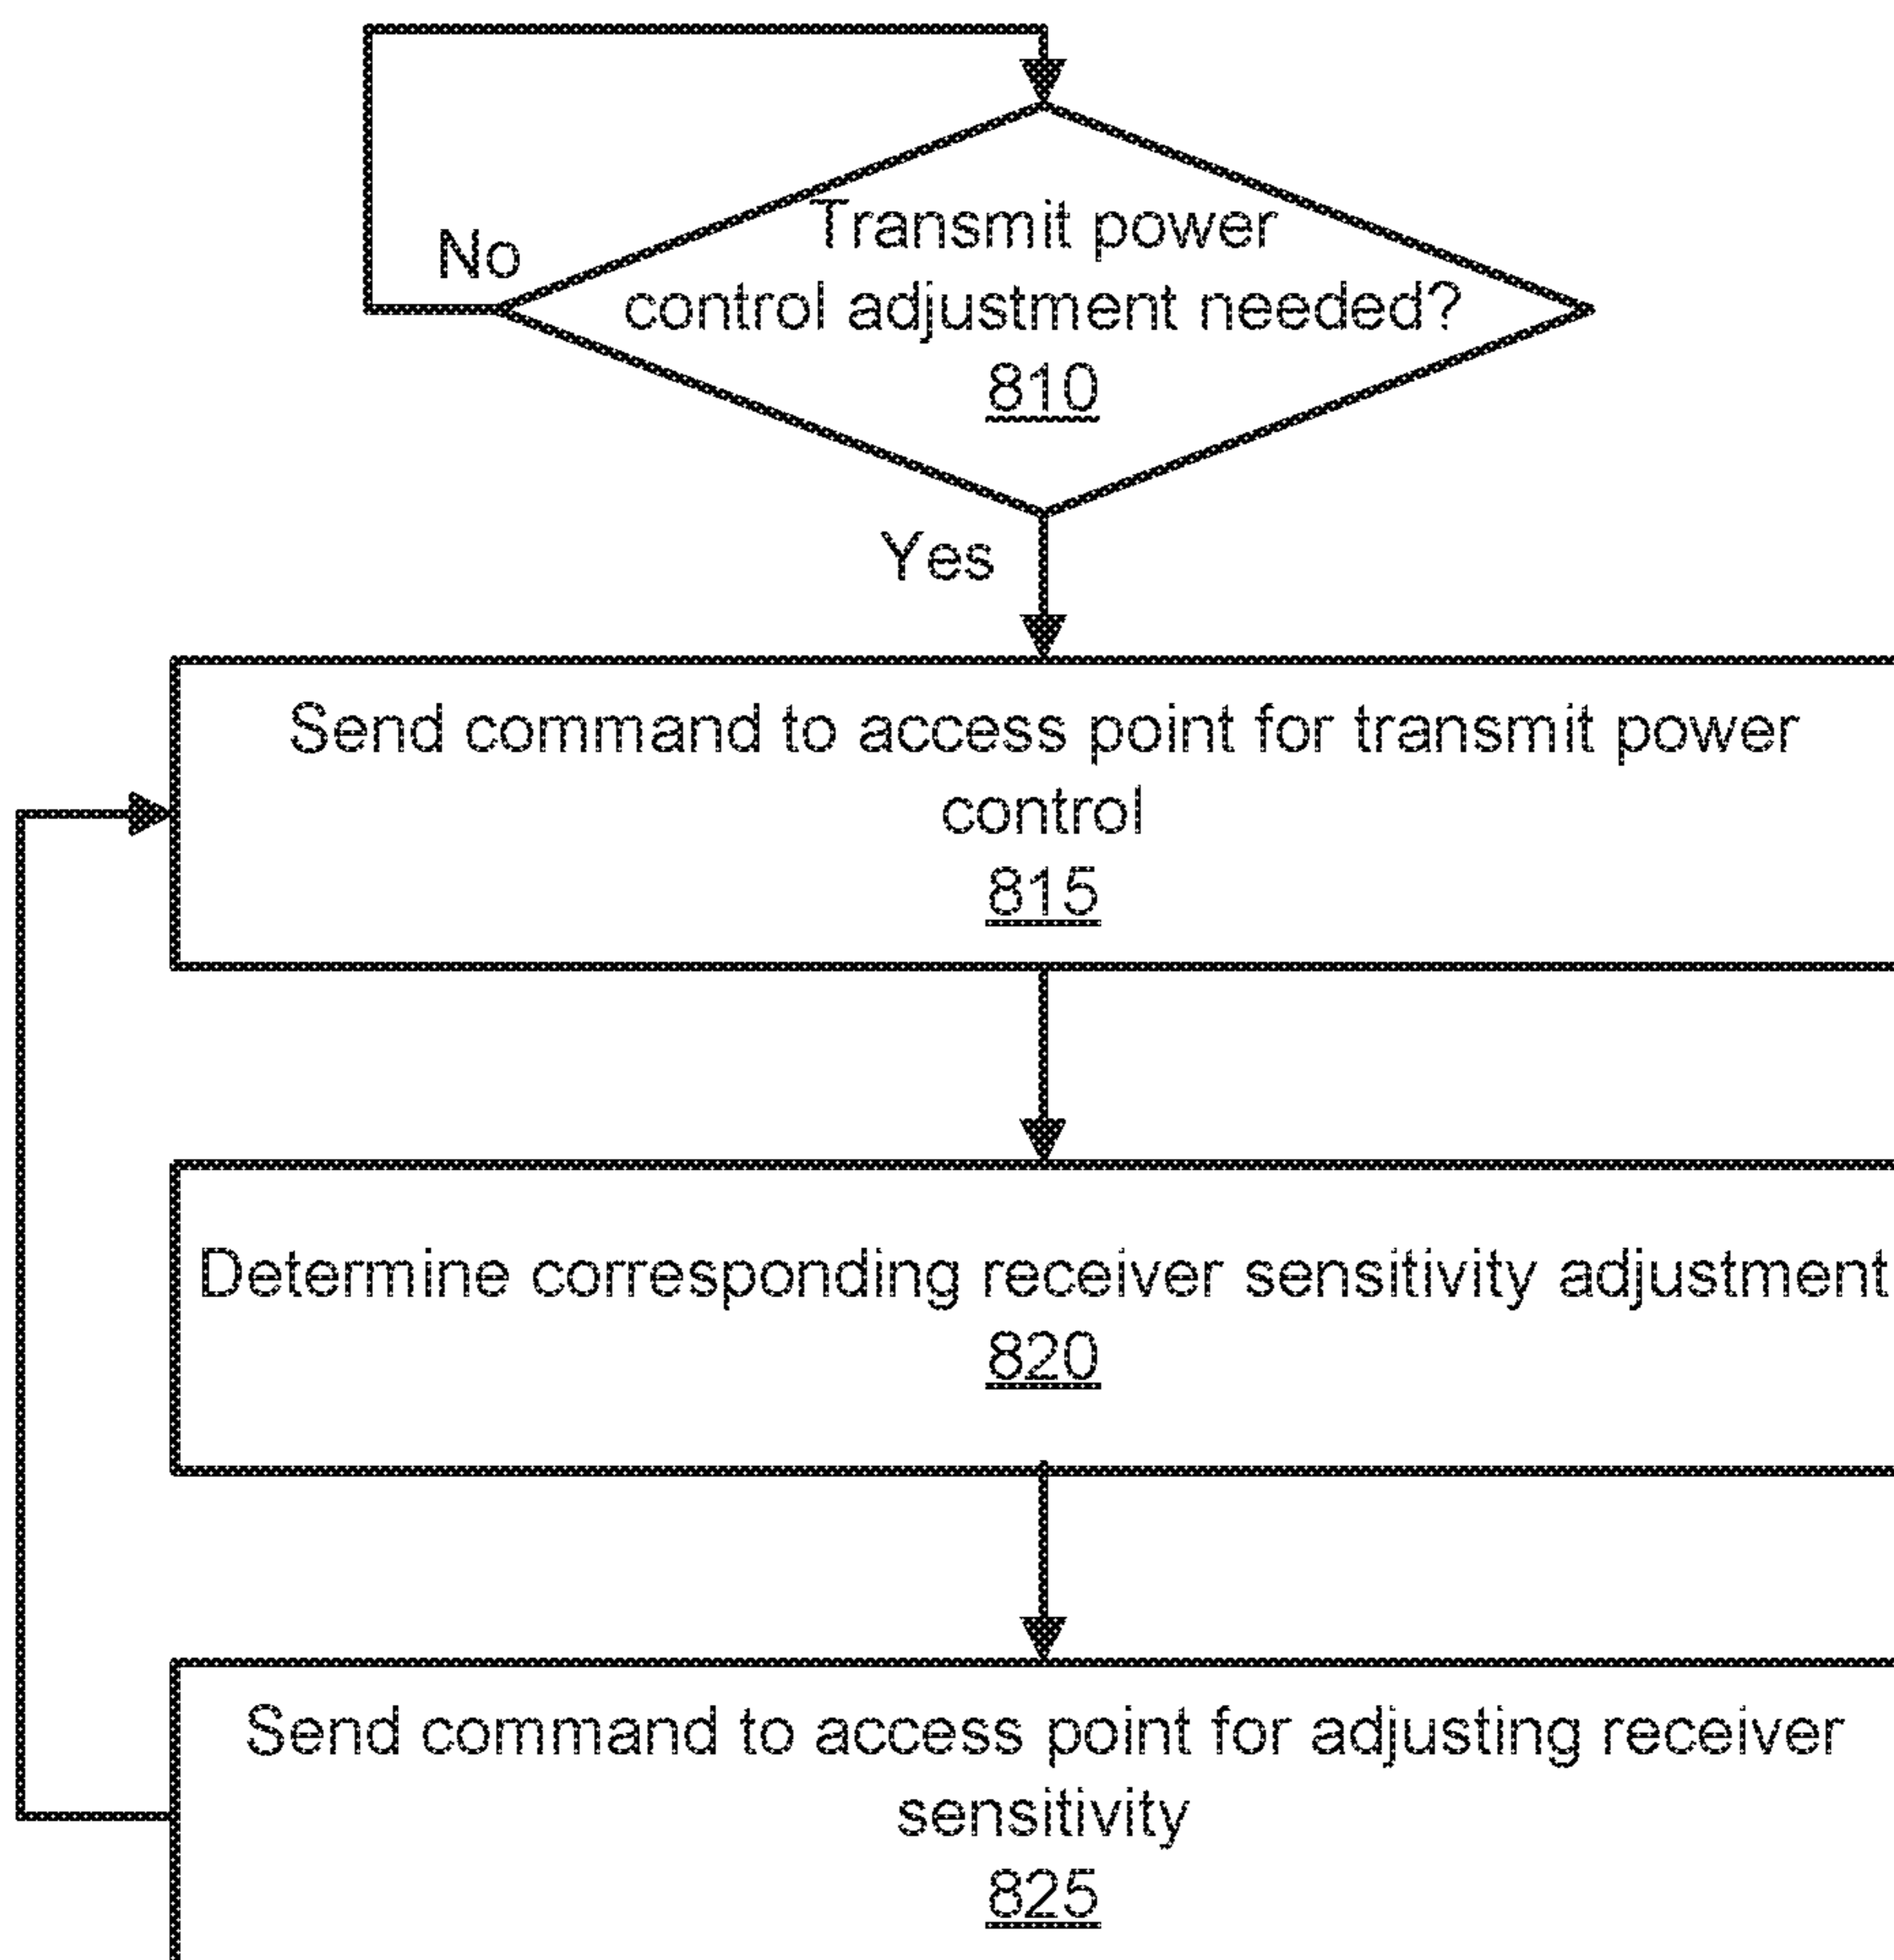 No
Transmit power
control adjustment needed?
810
Yes
Send command to access point for transmit power
control
815
Determine corresponding receiver sensitivity adjustment
820
Send command to access point for adjusting receiver
sensitivity
825